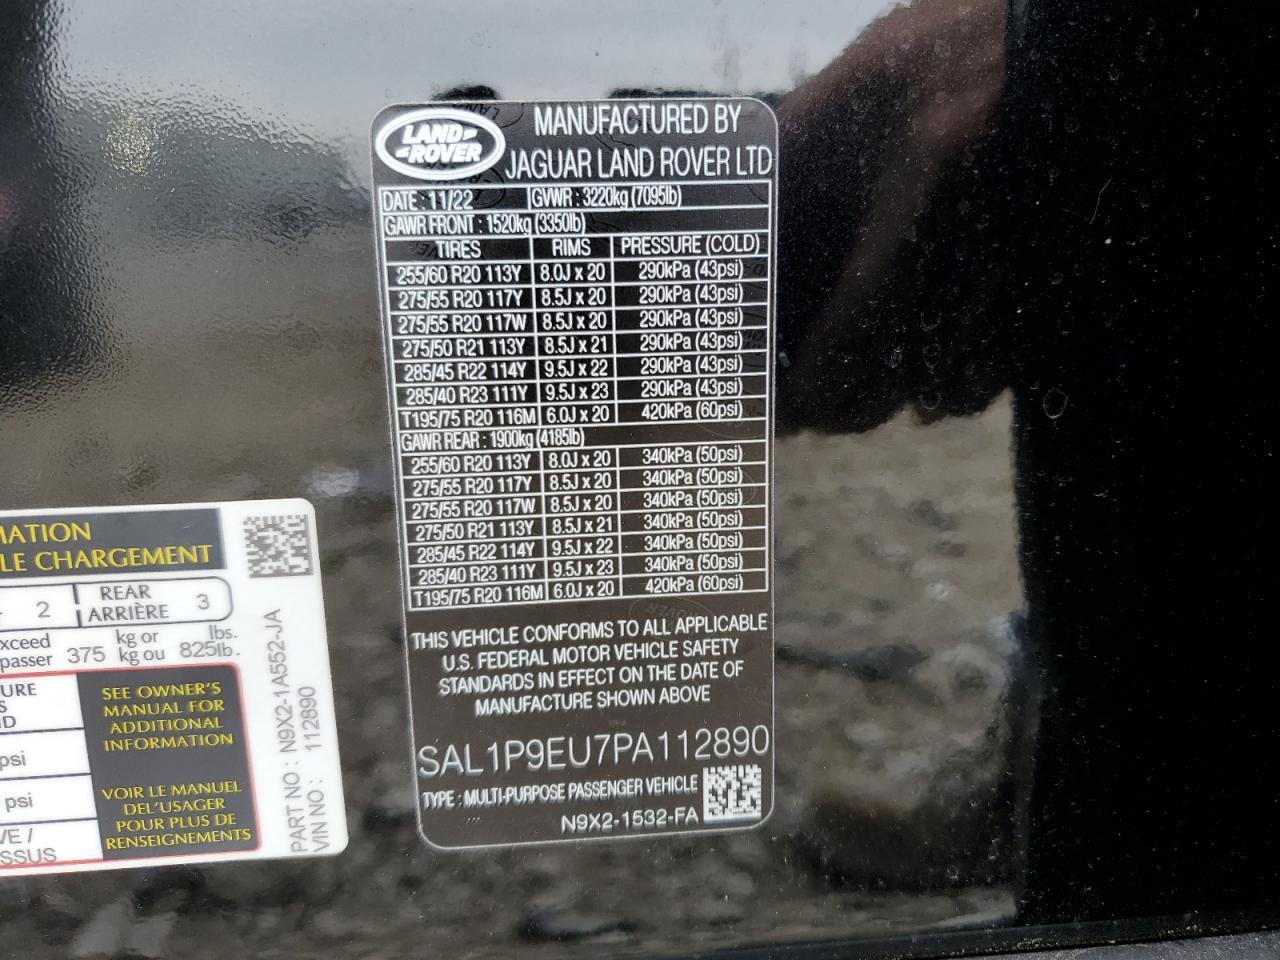 LAND-
-ROVER
MANUFACTURED BY
JAGUAR LAND ROVER LTD
DATE : 11/22 GVWR : 3220kg (7095lb)
GAWR FRONT : 1520kg (3350lb)
TIRES RIMS PRESSURE (COLD)
255/60 R20 113Y 8.0J x 20 290kPa (43psi)
275/55 R20 117Y 8.5J x 20 290kPa (43psi)
275/55 R20 117W 8.5J x 20 290kPa (43psi)
275/50 R21 113Y 8.5J x 21 290kPa (43psi)
285/45 R22 114Y 9.5J x 22 290kPa (43psi)
285/40 R23 111Y 9.5J x 23 290kPa (43psi)
T195/75 R20 116M 6.0J x 20 420kPa (60psi)
GAWR REAR : 1900kg (4185lb)
255/60 R20 113Y 8.0J x 20 340kPa (50psi)
275/55 R20 117Y 8.5J x 20 340kPa (50psi)
275/55 R20 117W 8.5J x 20 340kPa (50psi)
275/50 R21 113Y 8.5J x 21 340kPa (50psi)
285/45 R22 114Y 9.5J x 22 340kPa (50psi)
285/40 R23 111Y 9.5J x 23 340kPa (50psi)
T195/75 R20 116M 6.0J x 20 420kPa (60psi)
THIS VEHICLE CONFORMS TO ALL APPLICABLE
U.S. FEDERAL MOTOR VEHICLE SAFETY
STANDARDS IN EFFECT ON THE DATE OF
MANUFACTURE SHOWN ABOVE
SAL1P9EU7PA112890
TYPE : MULTI-PURPOSE PASSENGER VEHICLE
N9X2-1532-FA
MATION
LE CHARGEMENT
2 REAR
ARRIÈRE 3
xceed kg or lbs.
passer 375 kg ou 825lb.
URE
S
ID
psi
psi
VE /
SSUS
SEE OWNER'S
MANUAL FOR
ADDITIONAL
INFORMATION
VOIR LE MANUEL
DEL'USAGER
POUR PLUS DE
RENSEIGNEMENTS
PART NO : N9X2-1A552-JA
VIN NO : 112890